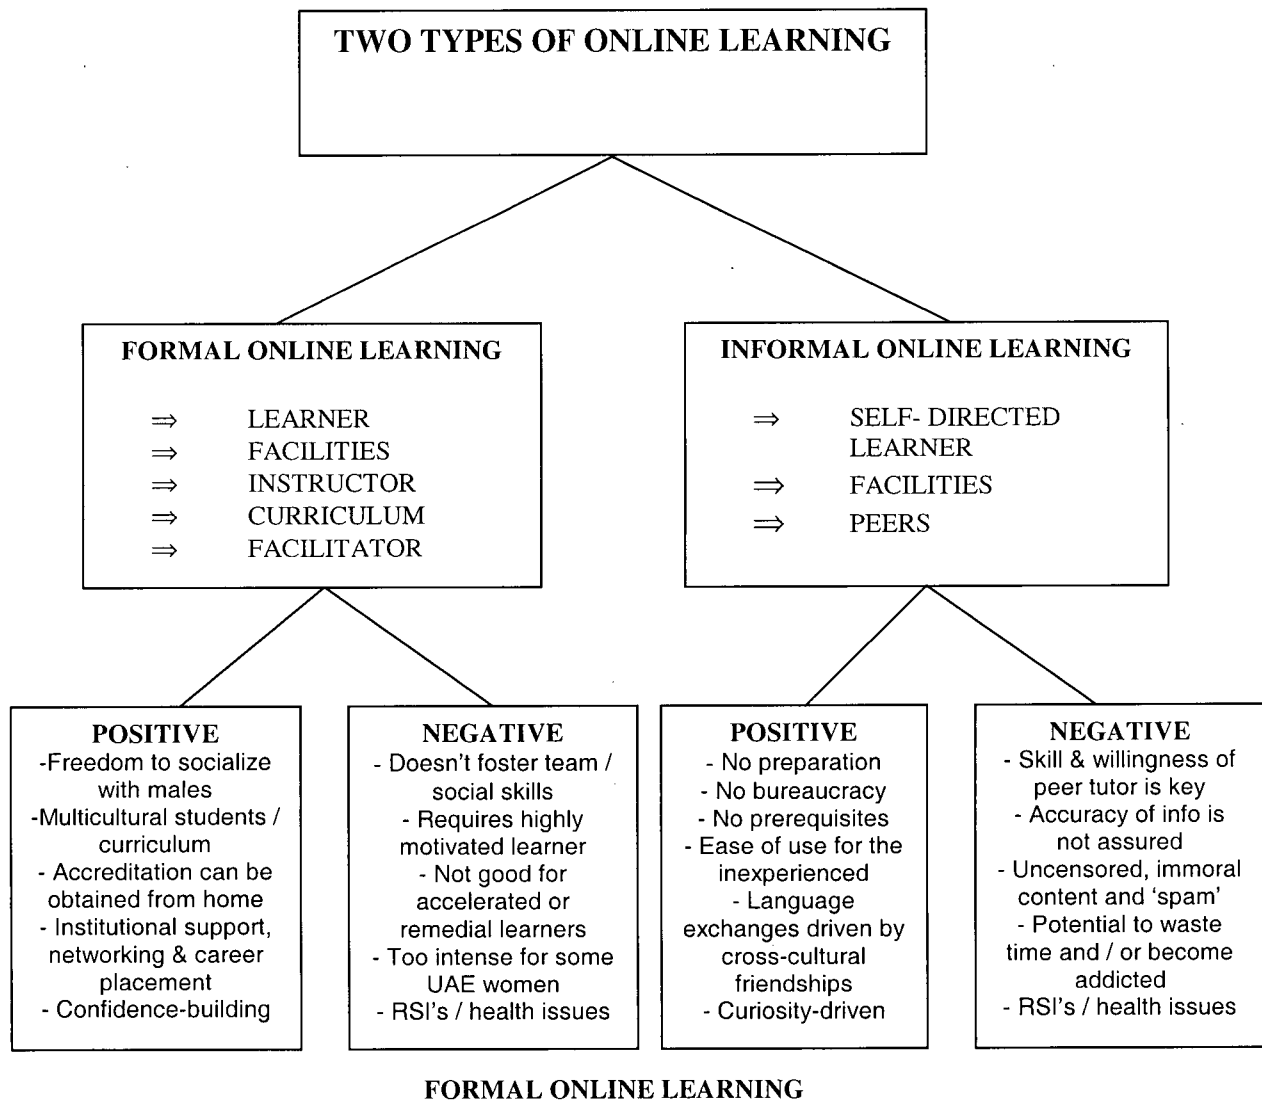 TWO TYPES OF ONLINE LEARNING
FORMAL ONLINE LEARNING
⇒ LEARNER
⇒ FACILITIES
⇒ INSTRUCTOR
⇒ CURRICULUM
⇒ FACILITATOR
INFORMAL ONLINE LEARNING
⇒ SELF- DIRECTED
LEARNER
⇒ FACILITIES
⇒ PEERS
POSITIVE
-Freedom to socialize
with males
-Multicultural students /
curriculum
- Accreditation can be
obtained from home
- Institutional support,
networking & career
placement
- Confidence-building
NEGATIVE
- Doesn't foster team /
social skills
- Requires highly
motivated learner
- Not good for
accelerated or
remedial learners
- Too intense for some
UAE women
- RSI's / health issues
POSITIVE
- No preparation
- No bureaucracy
- No prerequisites
- Ease of use for the
inexperienced
- Language
exchanges driven by
cross-cultural
friendships
- Curiosity-driven
NEGATIVE
- Skill & willingness of
peer tutor is key
- Accuracy of info is
not assured
- Uncensored, immoral
content and 'spam'
- Potential to waste
time and / or become
addicted
- RSI's / health issues
FORMAL ONLINE LEARNING